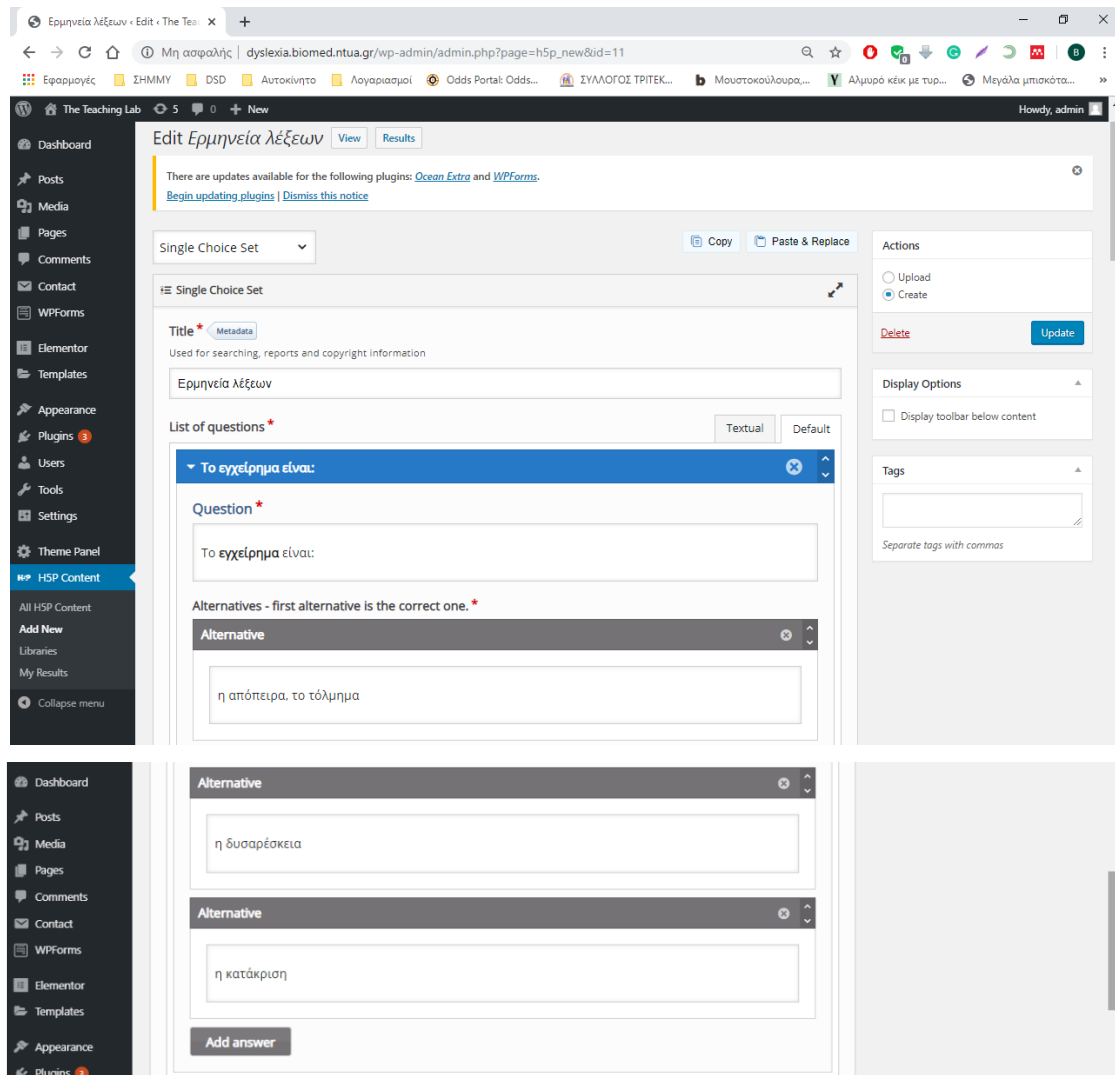 Ερμηνεία λέξεων ‹ Edit ‹ The Tea
Μη ασφαλής | dyslexia.biomed.ntua.gr/wp-admin/admin.php?page=h5p_new&id=11
Εφαρμογές ΣΗΜΜΥ DSD Αυτοκίνητο Λογαριασμοί Odds Portal: Odds... ΣΥΛΛΟΓΟΣ ΤΡΙΤΕΚ... Μουστοκούλουρα,... Αλμυρό κέικ με τυρ... Μεγάλα μπισκότα... »
The Teaching Lab 5 0 + New Howdy, admin
Dashboard
Posts
Media
Pages
Comments
Contact
WPForms
Elementor
Templates
Appearance
Plugins 3
Users
Tools
Settings
Theme Panel
H5P Content
All H5P Content
Add New
Libraries
My Results
Collapse menu
Edit Ερμηνεία λέξεων View Results
There are updates available for the following plugins: Ocean Extra and WPForms.
Begin updating plugins | Dismiss this notice
Single Choice Set Copy Paste & Replace
Single Choice Set
Title * Metadata
Used for searching, reports and copyright information
Ερμηνεία λέξεων
List of questions * Textual Default
Το εγχείρημα είναι:
Question *
Το εγχείρημα είναι:
Alternatives - first alternative is the correct one. *
Alternative
η απόπειρα, το τόλμημα
Actions
Upload
Create
Delete Update
Display Options
Display toolbar below content
Tags
Separate tags with commas
Dashboard
Posts
Media
Pages
Comments
Contact
WPForms
Elementor
Templates
Appearance
Plugins 3
Alternative
η δυσαρέσκεια
Alternative
η κατάκριση
Add answer